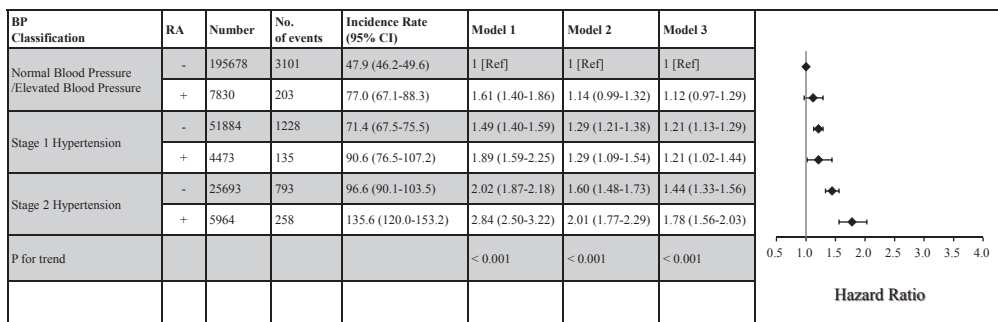 BP Classification RA Number No. of events Incidence Rate (95% CI) Model 1 Model 2 Model 3
Normal Blood Pressure /Elevated Blood Pressure - 195678 3101 47.9 (46.2-49.6) 1 [Ref] 1 [Ref] 1 [Ref]
+ 7830 203 77.0 (67.1-88.3) 1.61 (1.40-1.86) 1.14 (0.99-1.32) 1.12 (0.97-1.29)
Stage 1 Hypertension - 51884 1228 71.4 (67.5-75.5) 1.49 (1.40-1.59) 1.29 (1.21-1.38) 1.21 (1.13-1.29)
+ 4473 135 90.6 (76.5-107.2) 1.89 (1.59-2.25) 1.29 (1.09-1.54) 1.21 (1.02-1.44)
Stage 2 Hypertension - 25693 793 96.6 (90.1-103.5) 2.02 (1.87-2.18) 1.60 (1.48-1.73) 1.44 (1.33-1.56)
+ 5964 258 135.6 (120.0-153.2) 2.84 (2.50-3.22) 2.01 (1.77-2.29) 1.78 (1.56-2.03)
P for trend < 0.001 < 0.001 < 0.001
0.5 1.0 1.5 2.0 2.5 3.0 3.5 4.0
Hazard Ratio